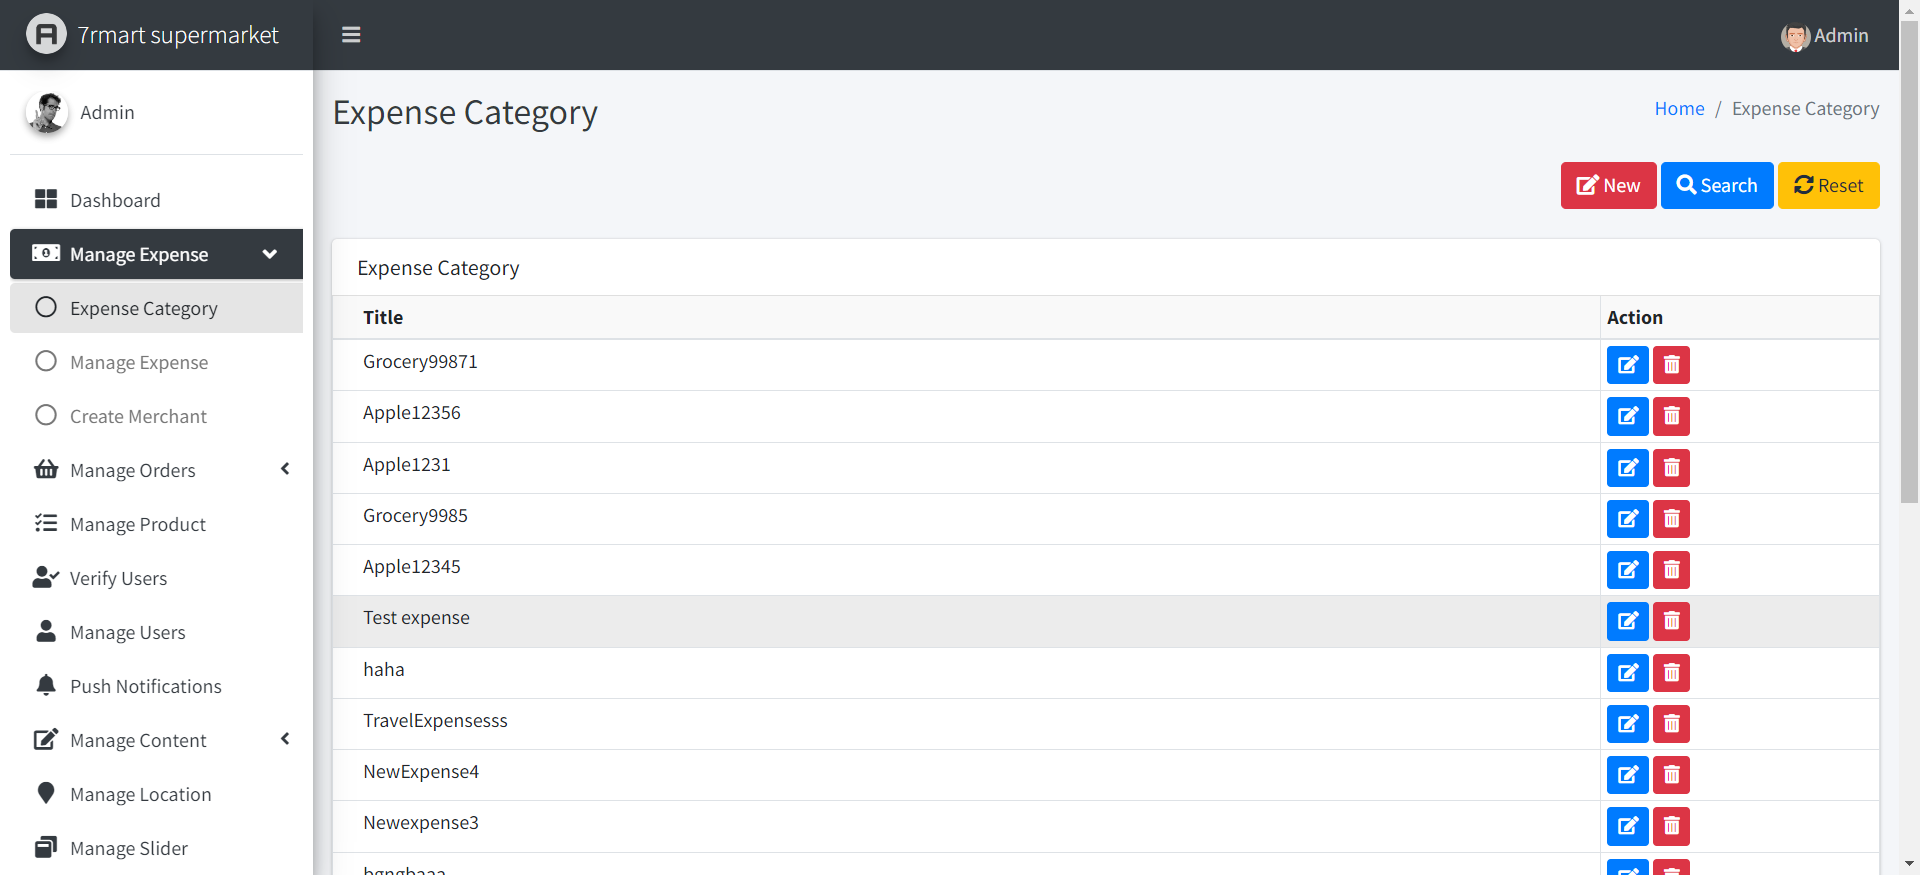 7rmart supermarket
Admin
Admin
Dashboard
Manage Expense
Expense Category
Manage Expense
Create Merchant
Manage Orders
Manage Product
Verify Users
Manage Users
Push Notifications
Manage Content
Manage Location
Manage Slider
Expense Category
Home / Expense Category
New Search Reset
Expense Category
Title Action
Grocery99871
Apple12356
Apple1231
Grocery9985
Apple12345
Test expense
haha
TravelExpensesss
NewExpense4
Newexpense3